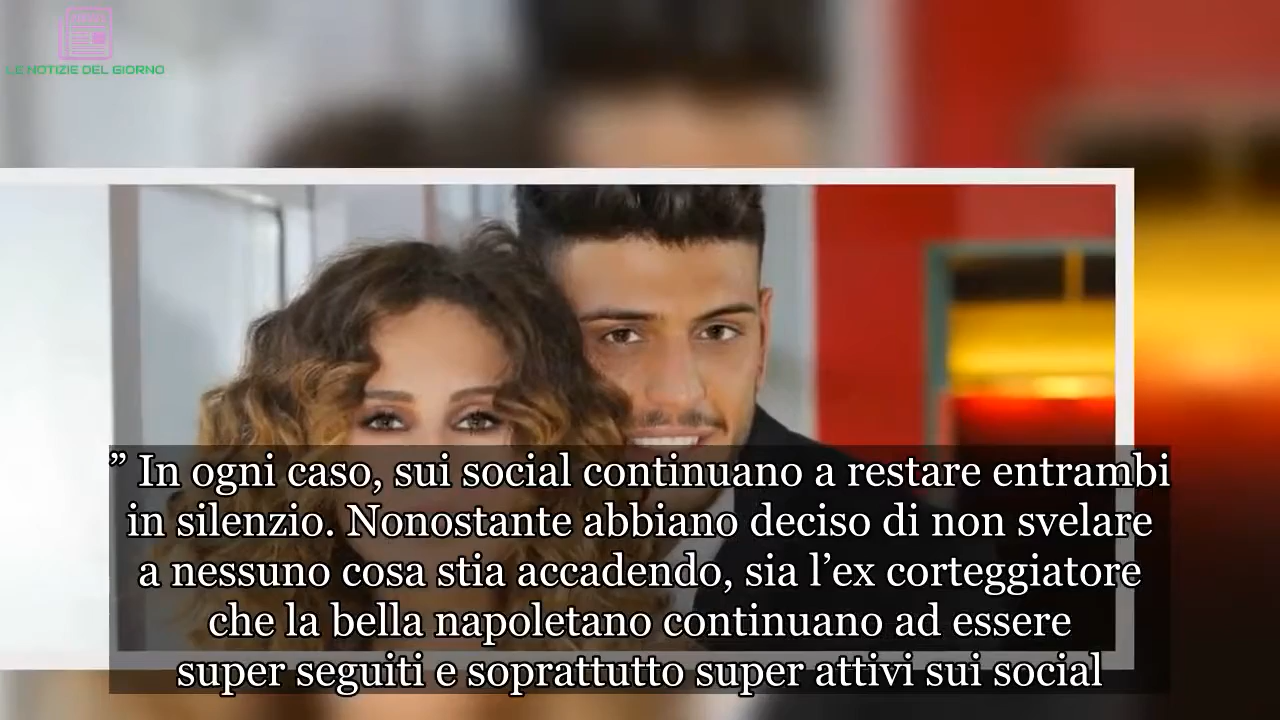 LE NOTIZIE DEL GIORNO
” In ogni caso, sui social continuano a restare entrambi
in silenzio. Nonostante abbiano deciso di non svelare
a nessuno cosa stia accadendo, sia l’ex corteggiatore
che la bella napoletano continuano ad essere
super seguiti e soprattutto super attivi sui social